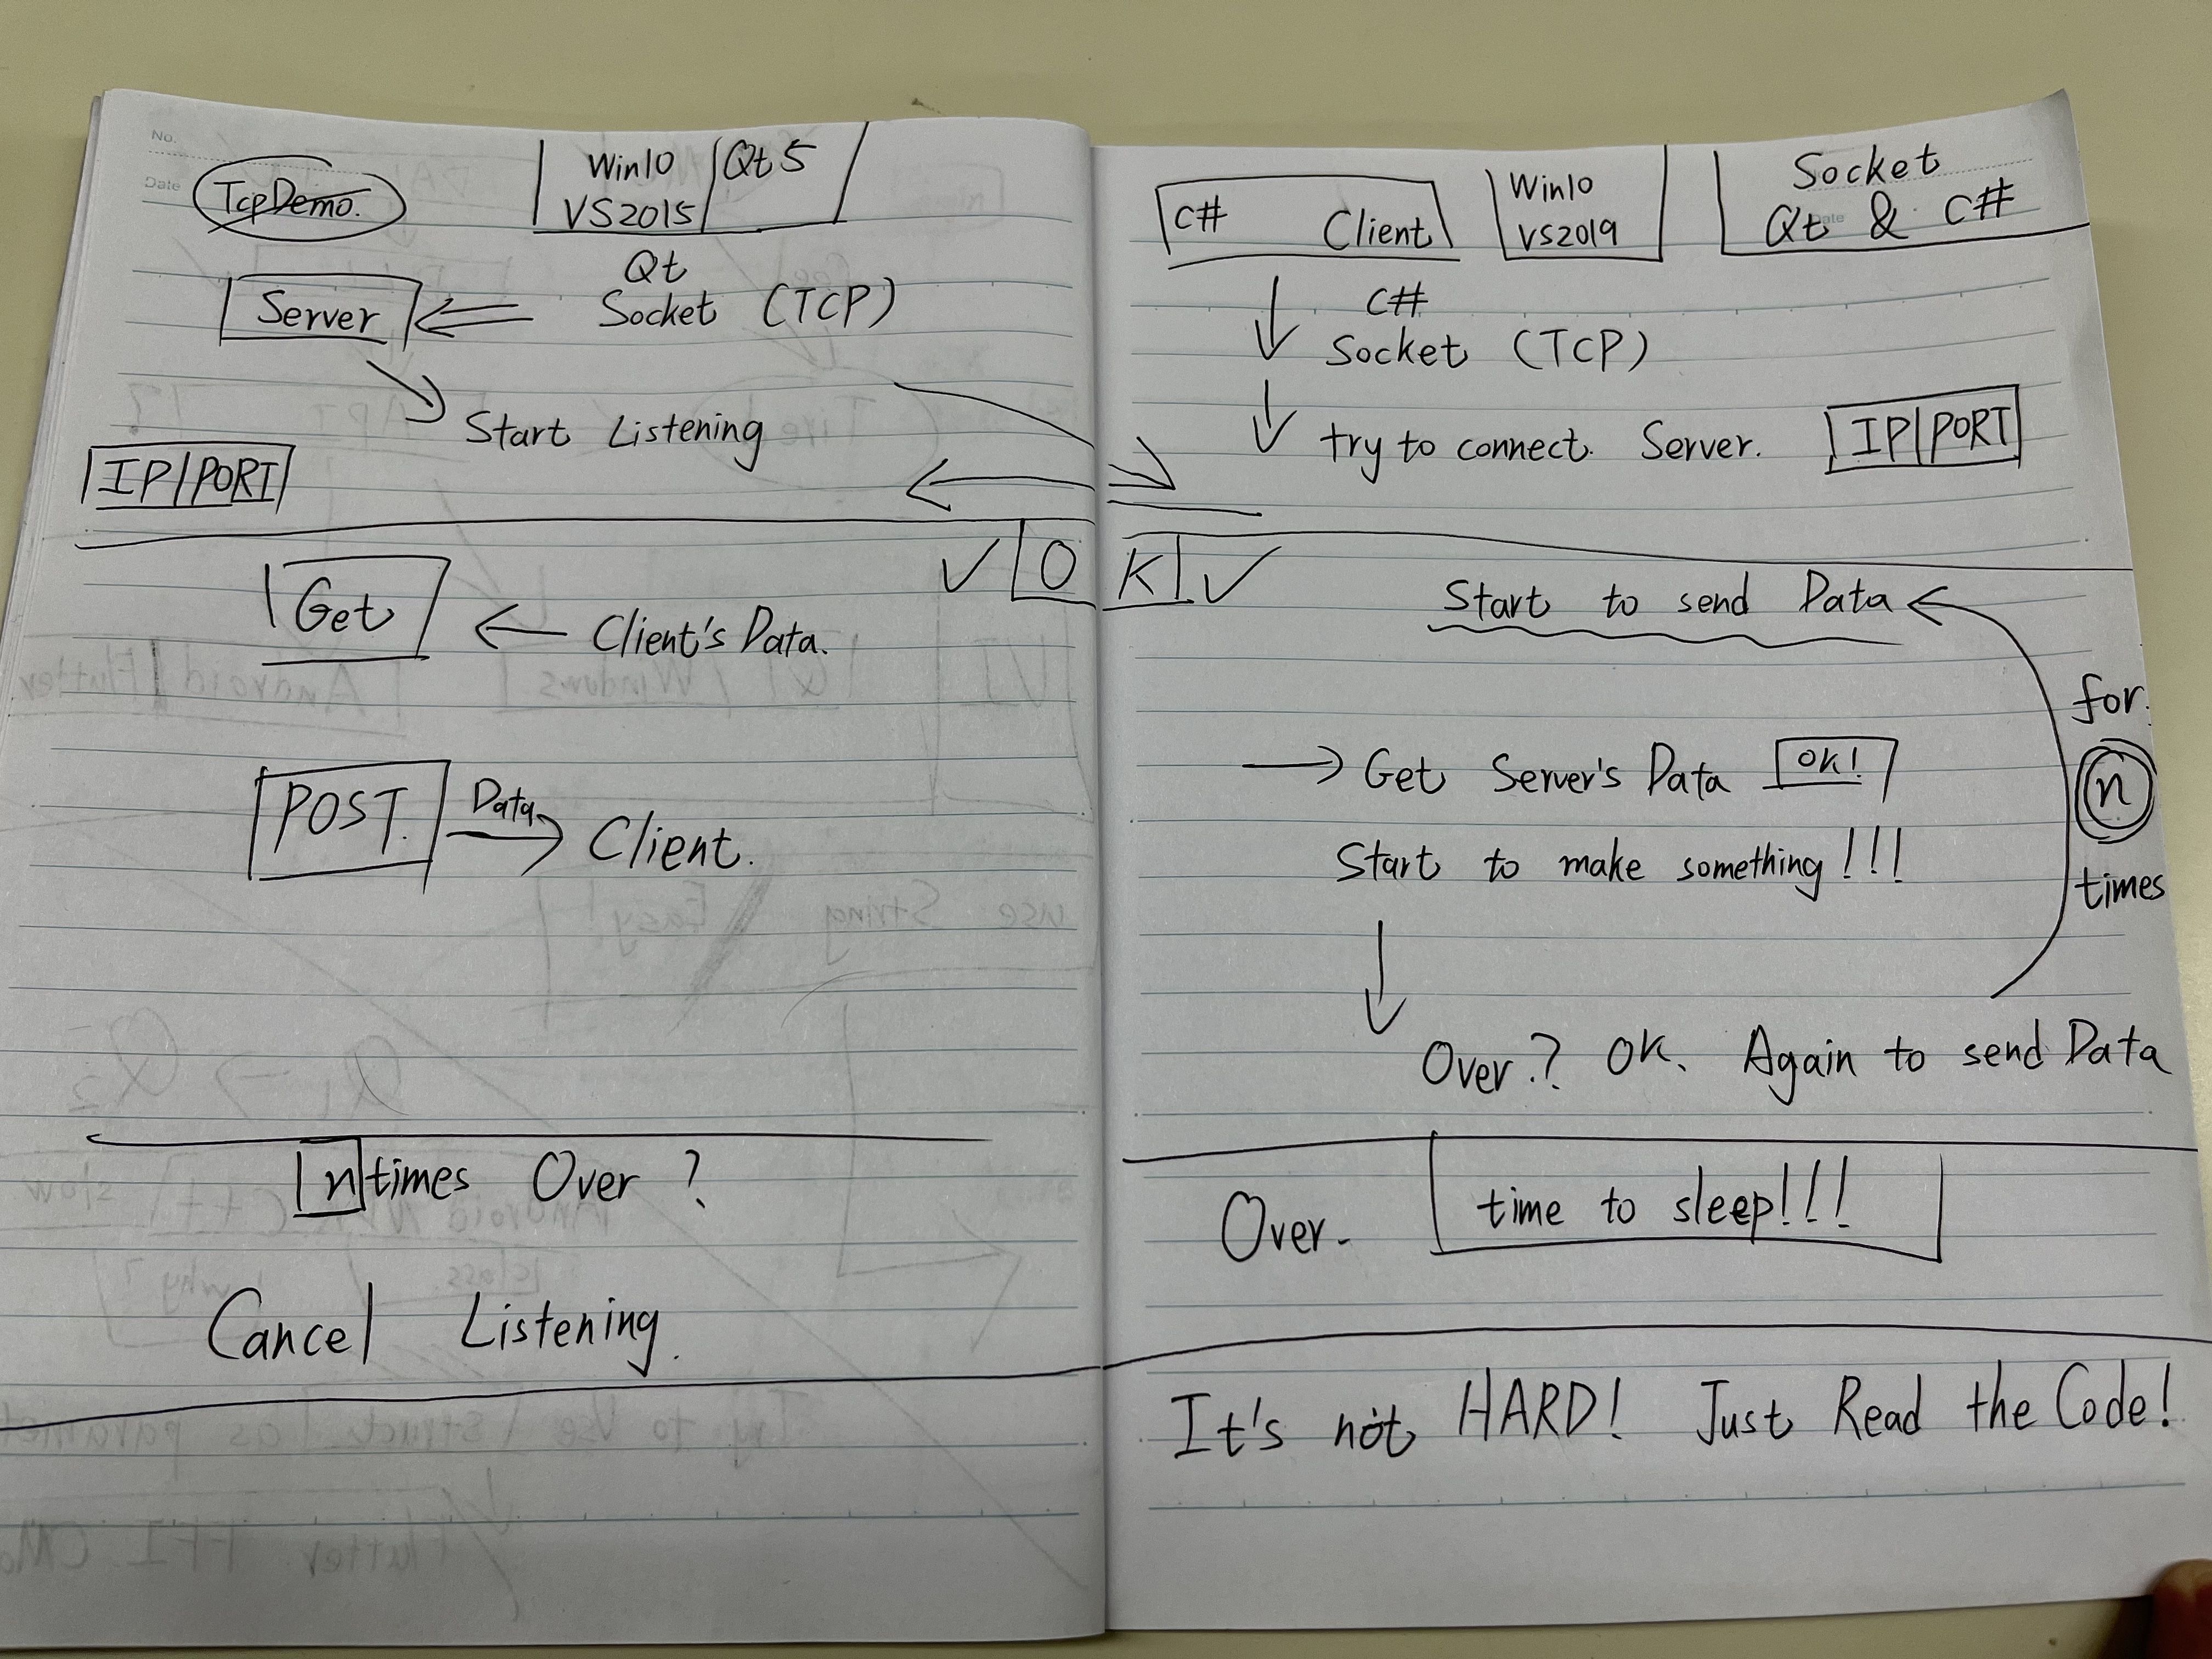 No.
Date
TcpDemo.
Win10 Qt 5
VS2015
Qt
Server Socket (TCP)
Start Listening
IP PORT
O
Get Client's Data.
POST. Data Client.
n times Over ?
Cancel Listening.
C# Client
Win10
VS2019
Socket
Qt & C#
Date
C#
Socket (TCP)
try to connect. Server. IP PORT
K
Start to send Data
for.
n
times
Get Server's Data OK!
Start to make something!!!
Over.? OK. Again to send Data
Over. time to sleep!!!
It's not HARD! Just Read the Code!